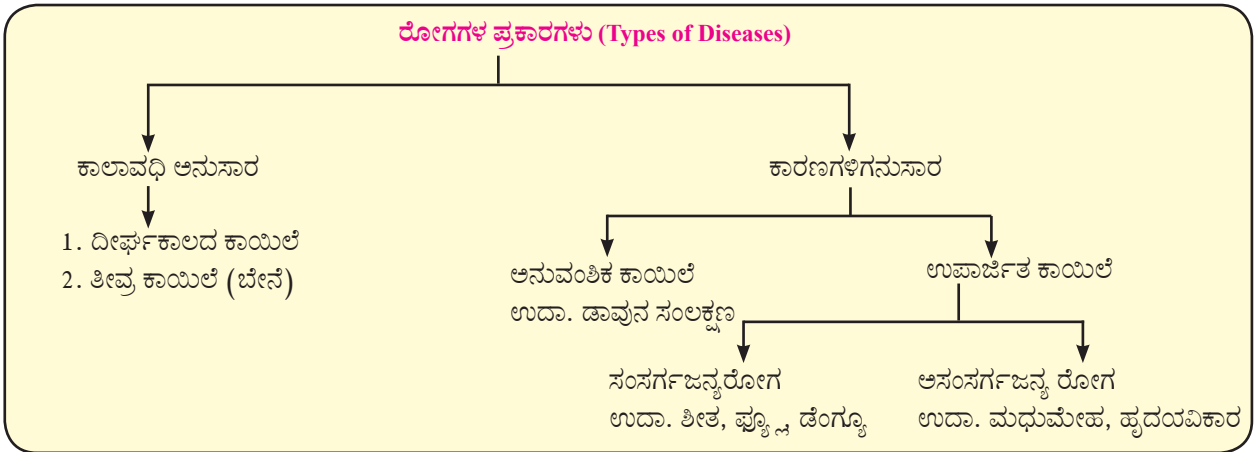 ರೋಗಗಳ ಪ್ರಕಾರಗಳು (Types of Diseases)
ಕಾಲಾವಧಿ ಅನುಸಾರ
ಕಾರಣಗಳಿಗನುಸಾರ
1. ದೀರ್ಘಕಾಲದ ಕಾಯಿಲೆ
2. ತೀವ್ರ ಕಾಯಿಲೆ (ಬೇನೆ)
ಅನುವಂಶಿಕ ಕಾಯಿಲೆ
ಉದಾ. ಡಾವುನ ಸಂಲಕ್ಷಣ
ಉಪಾರ್ಜಿತ ಕಾಯಿಲೆ
ಸಂಸರ್ಗಜನ್ಯರೋಗ
ಉದಾ. ಶೀತ, ಫ್ಲ್ಯೂ, ಡೆಂಗ್ಯೂ
ಅಸಂಸರ್ಗಜನ್ಯ ರೋಗ
ಉದಾ. ಮಧುಮೇಹ, ಹೃದಯವಿಕಾರ